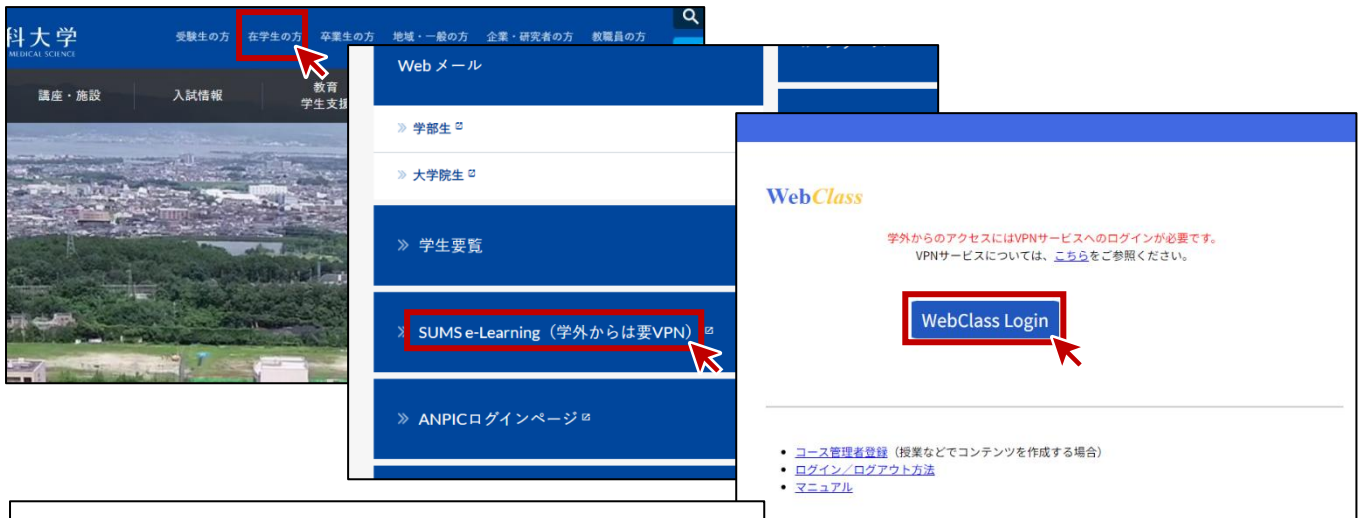 科大学
MEDICAL SCIENCE
受験生の方 在学生の方 卒業生の方 地域・一般の方 企業・研究者の方 教職員の方
講座・施設 入試情報 教育
学生支援
Web メール
» 学部生
» 大学院生
» 学生要覧
» SUMS e-Learning（学外からは要VPN）
» ANPICログインページ
WebClass
学外からのアクセスにはVPNサービスへのログインが必要です。
VPNサービスについては、こちらをご参照ください。
WebClass Login
• コース管理者登録（授業などでコンテンツを作成する場合）
• ログイン／ログアウト方法
• マニュアル